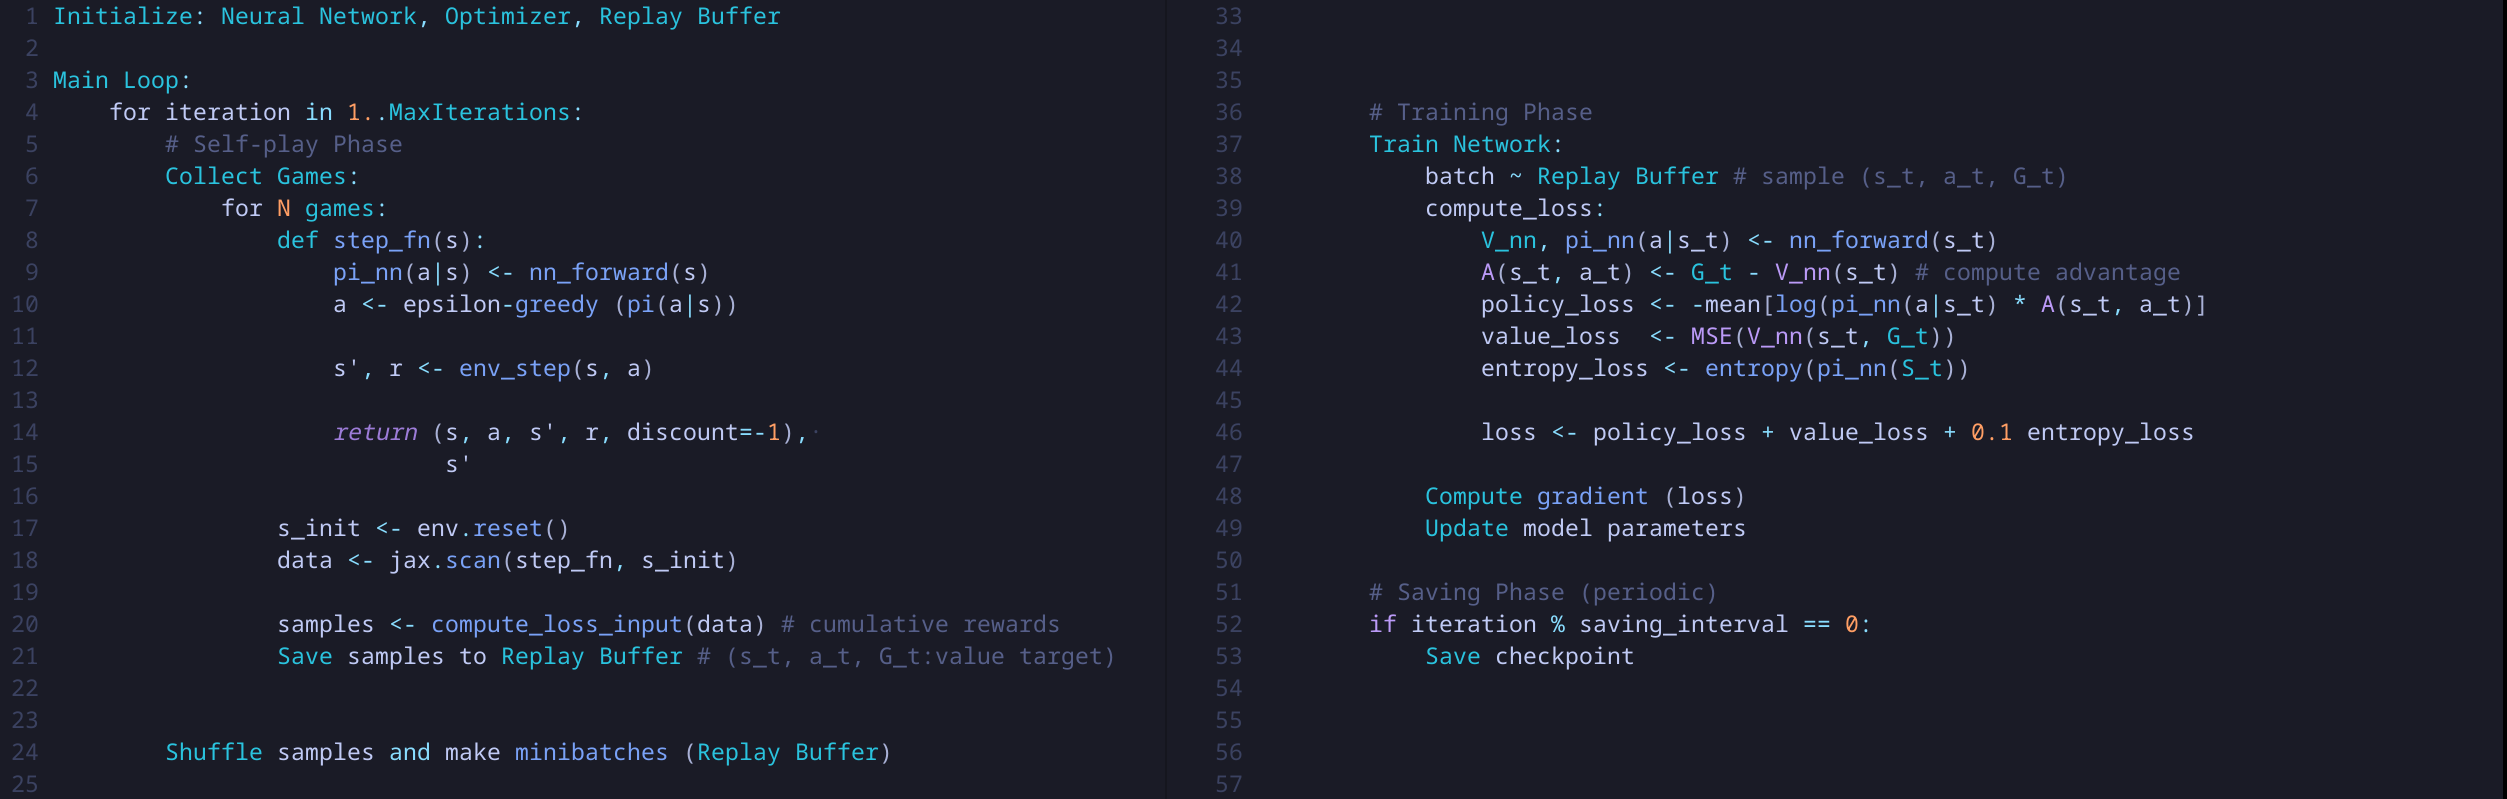 1 Initialize: Neural Network, Optimizer, Replay Buffer
2
3 Main Loop:
4     for iteration in 1..MaxIterations:
5         # Self-play Phase
6         Collect Games:
7             for N games:
8                 def step_fn(s):
9                     pi_nn(a|s) <- nn_forward(s)
10                     a <- epsilon-greedy (pi(a|s))
11
12                     s', r <- env_step(s, a)
13
14                     return (s, a, s', r, discount=-1),·
15                             s'
16
17                 s_init <- env.reset()
18                 data <- jax.scan(step_fn, s_init)
19
20                 samples <- compute_loss_input(data) # cumulative rewards
21                 Save samples to Replay Buffer # (s_t, a_t, G_t:value target)
22
23
24         Shuffle samples and make minibatches (Replay Buffer)
25
33
34
35
36         # Training Phase
37         Train Network:
38             batch ~ Replay Buffer # sample (s_t, a_t, G_t)
39             compute_loss:
40                 V_nn, pi_nn(a|s_t) <- nn_forward(s_t)
41                 A(s_t, a_t) <- G_t - V_nn(s_t) # compute advantage
42                 policy_loss <- -mean[log(pi_nn(a|s_t) * A(s_t, a_t)]
43                 value_loss  <- MSE(V_nn(s_t, G_t))
44                 entropy_loss <- entropy(pi_nn(S_t))
45
46                 loss <- policy_loss + value_loss + 0.1 entropy_loss
47
48             Compute gradient (loss)
49             Update model parameters
50
51         # Saving Phase (periodic)
52         if iteration % saving_interval == 0:
53             Save checkpoint
54
55
56
57